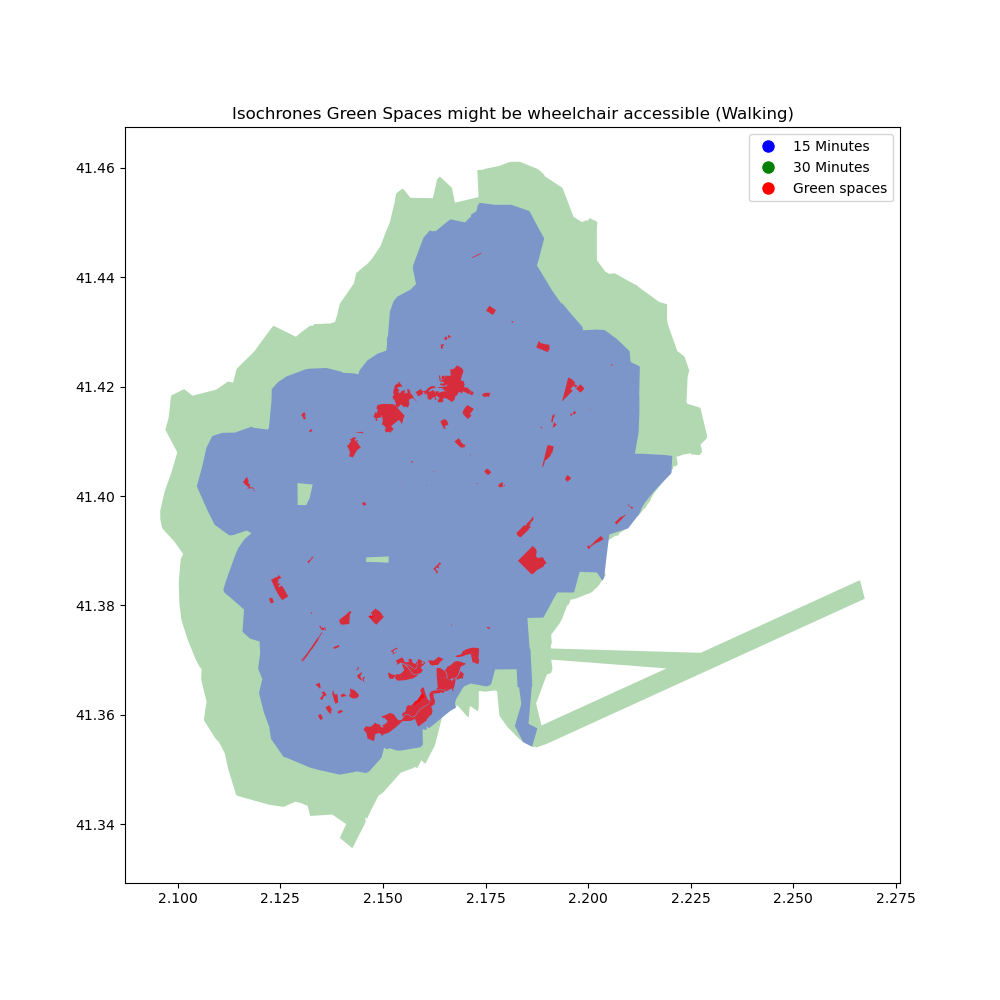 Isochrones Green Spaces might be wheelchair accessible (Walking)
15 Minutes
30 Minutes
Green spaces
41.46
41.44
41.42
41.40
41.38
41.36
41.34
2.100 2.125 2.150 2.175 2.200 2.225 2.250 2.275